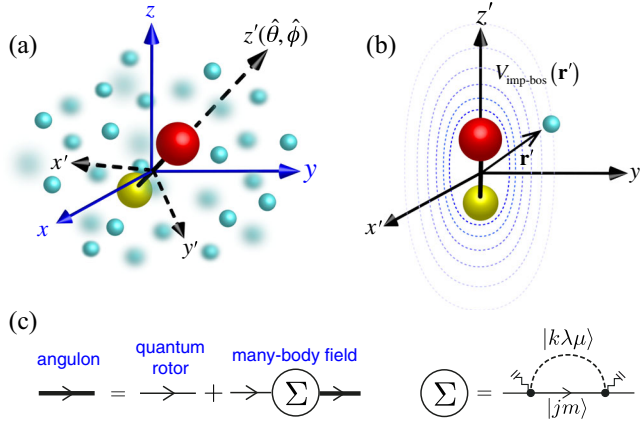 (a)
z
z′(θ̂, ϕ̂)
x′
y
x
y′
(b)
z′
V_imp-bos(r′)
r′
y
x′
(c)
angulon
=
quantum
rotor
+
many-body field
Σ
Σ
=
|kλμ⟩
|jm⟩